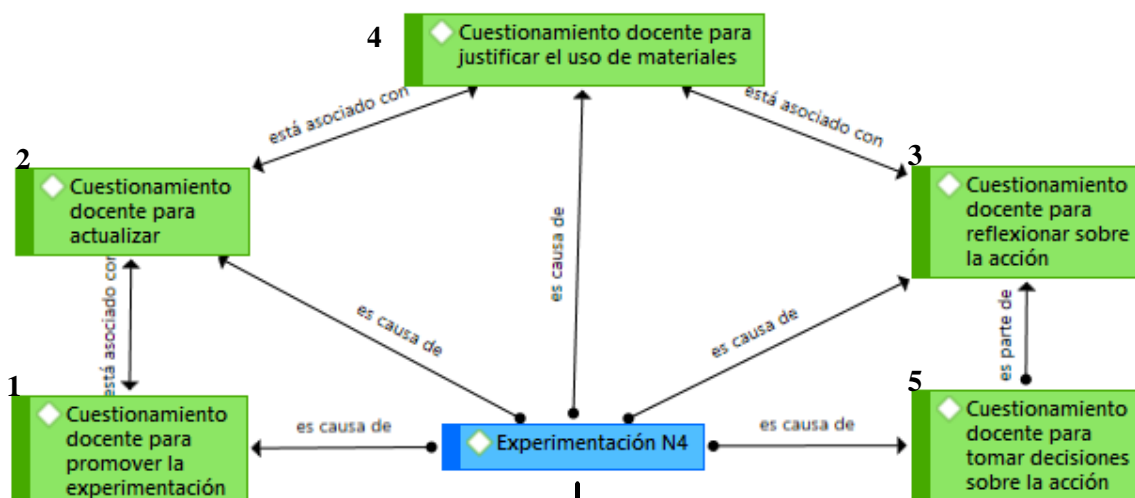 4
Cuestionamiento docente para
justificar el uso de materiales
está asociado con
está asociado con
2
Cuestionamiento
docente para
actualizar
3
Cuestionamiento
docente para
reflexionar sobre
la acción
está asociado con
es causa de
es causa de
es causa de
es parte de
1
Cuestionamiento
docente para
promover la
experimentación
es causa de
Experimentación N4
es causa de
5
Cuestionamiento
docente para
tomar decisiones
sobre la acción